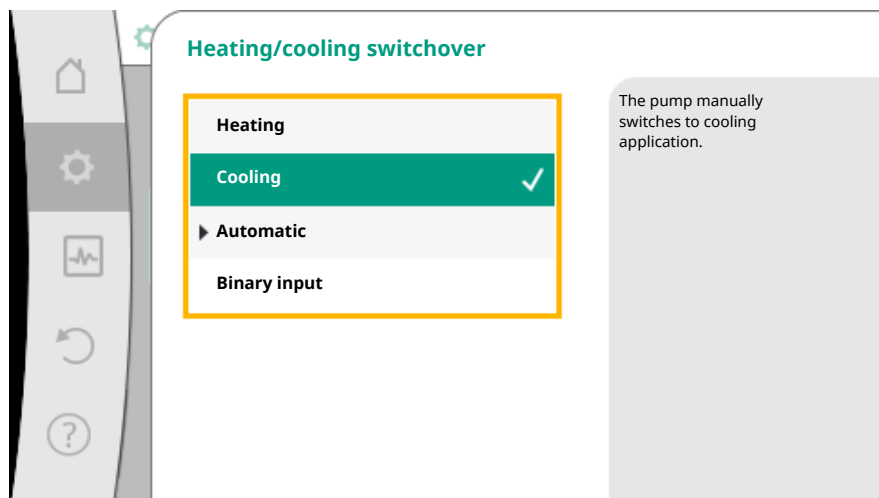 Heating/cooling switchover
Heating
Cooling
Automatic
Binary input
The pump manually
switches to cooling
application.
?